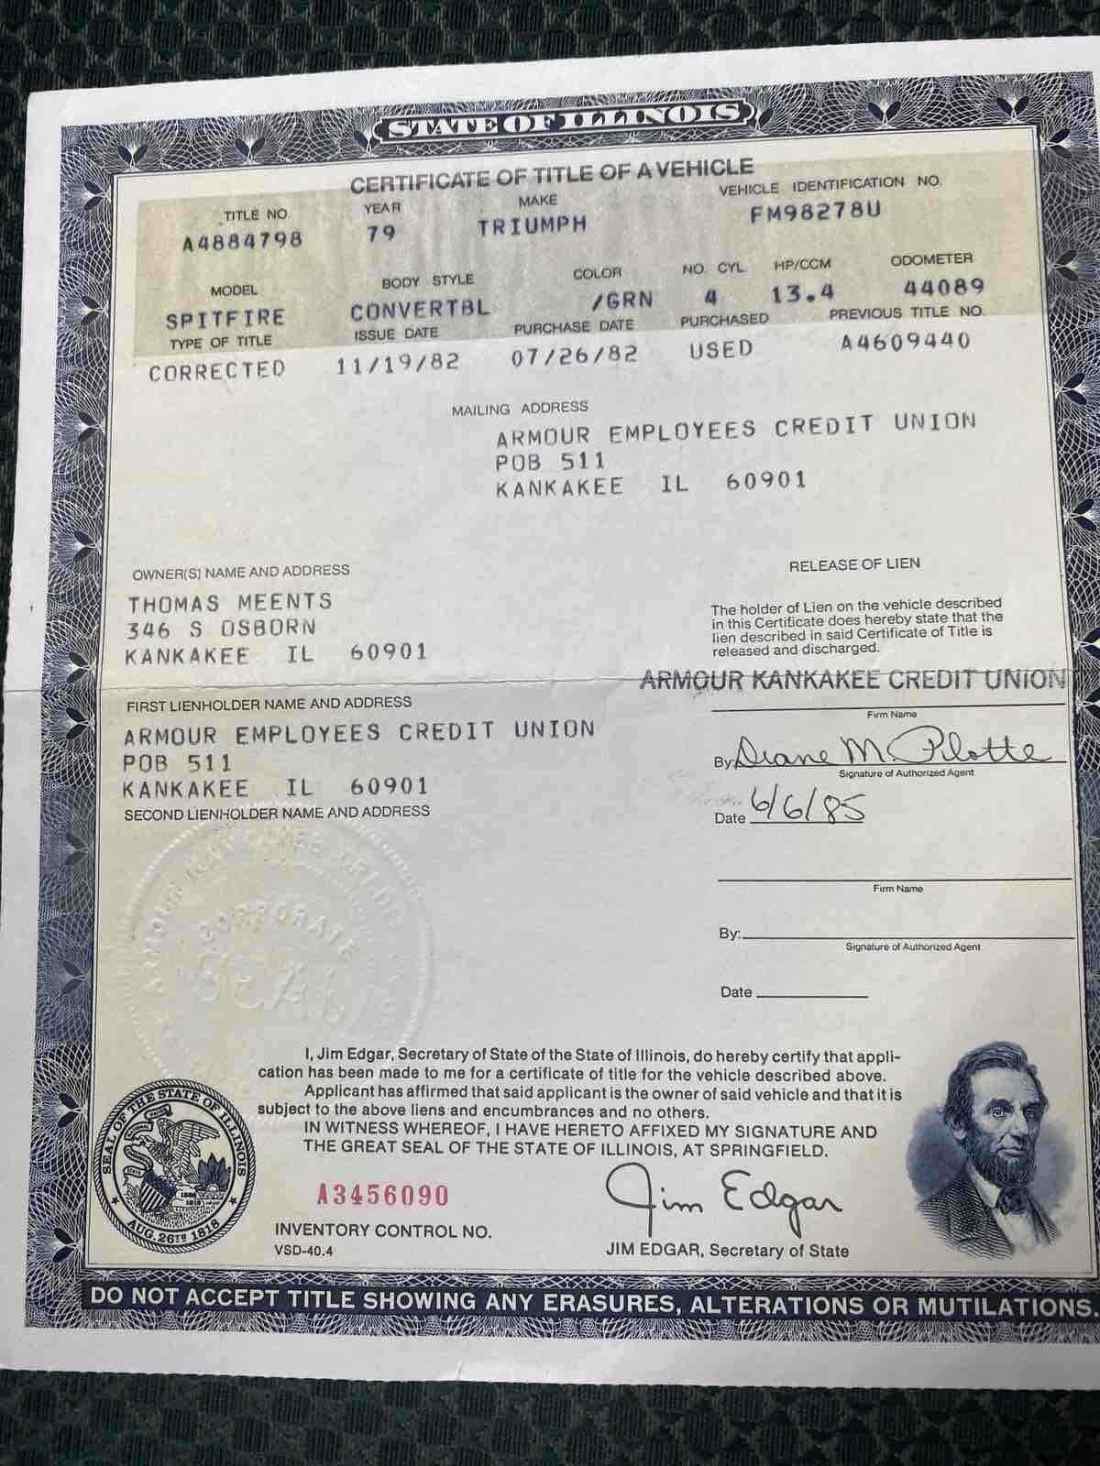 STATE OF ILLINOIS
CERTIFICATE OF TITLE OF A VEHICLE
TITLE NO. YEAR MAKE VEHICLE IDENTIFICATION NO.
A4884798 79 TRIUMPH FM98278U
MODEL BODY STYLE COLOR NO. CYL. HP/CCM ODOMETER
SPITFIRE CONVERTBL /GRN 4 13.4 44089
TYPE OF TITLE ISSUE DATE PURCHASE DATE PURCHASED PREVIOUS TITLE NO.
CORRECTED 11/19/82 07/26/82 USED A4609440
MAILING ADDRESS
ARMOUR EMPLOYEES CREDIT UNION
POB 511
KANKAKEE IL 60901
OWNER(S) NAME AND ADDRESS
THOMAS MEENTS
346 S OSBORN
KANKAKEE IL 60901
FIRST LIENHOLDER NAME AND ADDRESS
ARMOUR EMPLOYEES CREDIT UNION
POB 511
KANKAKEE IL 60901
SECOND LIENHOLDER NAME AND ADDRESS
RELEASE OF LIEN
The holder of Lien on the vehicle described
in this Certificate does hereby state that the
lien described in said Certificate of Title is
released and discharged.
ARMOUR KANKAKEE CREDIT UNION
Firm Name
By: Diane M. Pilotte
Signature of Authorized Agent
Date 6/6/85
Firm Name
By:
Signature of Authorized Agent
Date
CORPORATE
SEAL
I, Jim Edgar, Secretary of State of the State of Illinois, do hereby certify that appli-
cation has been made to me for a certificate of title for the vehicle described above.
Applicant has affirmed that said applicant is the owner of said vehicle and that it is
subject to the above liens and encumbrances and no others.
IN WITNESS WHEREOF, I HAVE HERETO AFFIXED MY SIGNATURE AND
THE GREAT SEAL OF THE STATE OF ILLINOIS, AT SPRINGFIELD.
SEAL OF THE STATE OF ILLINOIS
AUG. 26TH 1818
A3456090
INVENTORY CONTROL NO.
VSD-40.4
Jim Edgar
JIM EDGAR, Secretary of State
DO NOT ACCEPT TITLE SHOWING ANY ERASURES, ALTERATIONS OR MUTILATIONS.